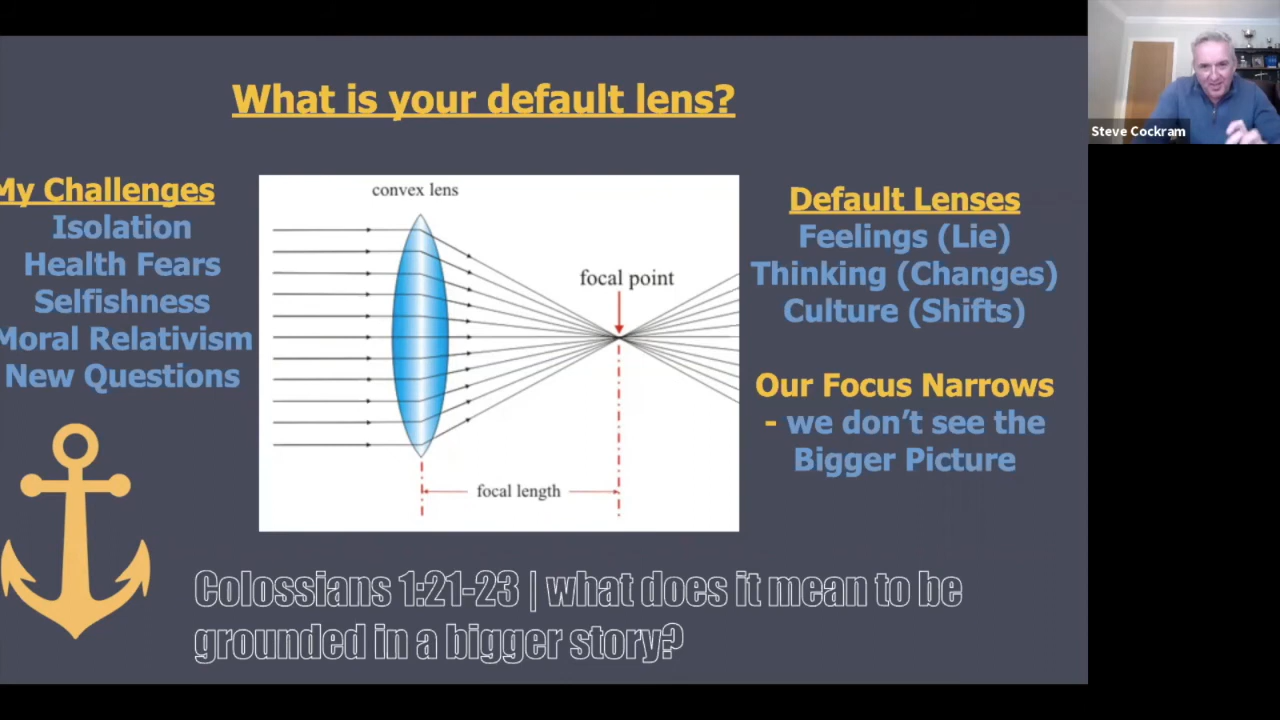 What is your default lens?
My Challenges
Isolation
Health Fears
Selfishness
Moral Relativism
New Questions
convex lens
focal point
focal length
Default Lenses
Feelings (Lie)
Thinking (Changes)
Culture (Shifts)
Our Focus Narrows
- we don’t see the
Bigger Picture
Colossians 1:21-23 | what does it mean to be
grounded in a bigger story?
Steve Cockram